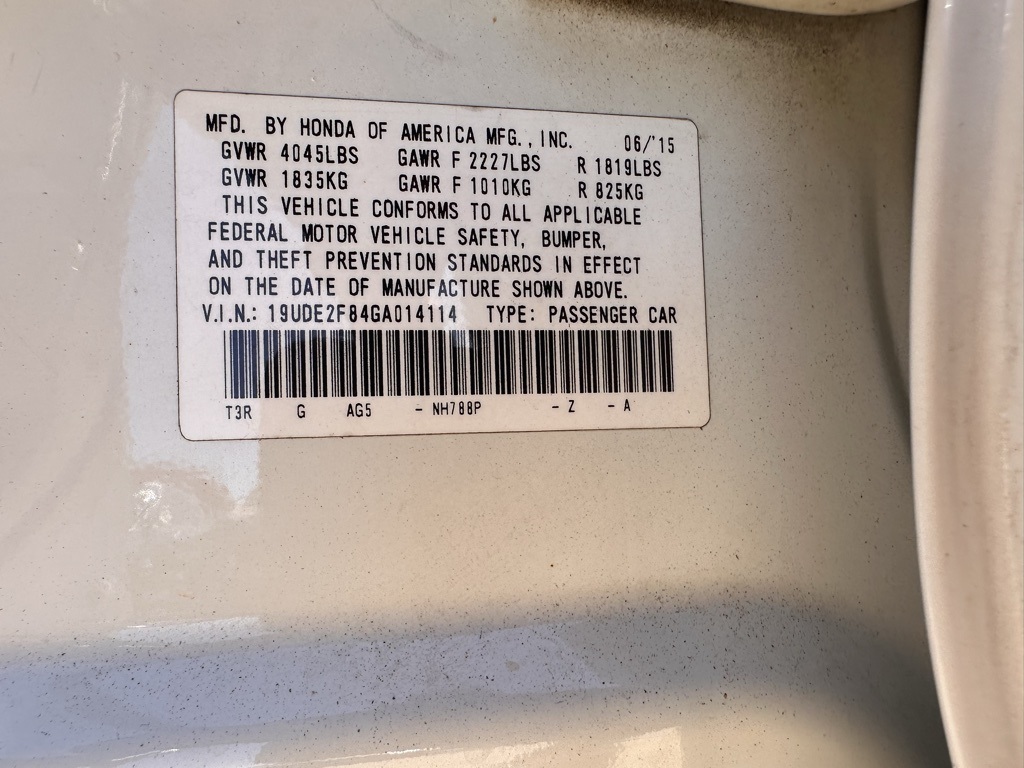 MFD. BY HONDA OF AMERICA MFG., INC. 06/'15
GVWR 4045LBS GAWR F 2227LBS R 1819LBS
GVWR 1835KG GAWR F 1010KG R 825KG
THIS VEHICLE CONFORMS TO ALL APPLICABLE
FEDERAL MOTOR VEHICLE SAFETY, BUMPER,
AND THEFT PREVENTION STANDARDS IN EFFECT
ON THE DATE OF MANUFACTURE SHOWN ABOVE.
V.I.N.: 19UDE2F84GA014114 TYPE: PASSENGER CAR
T3R G AG5 - NH788P - Z - A